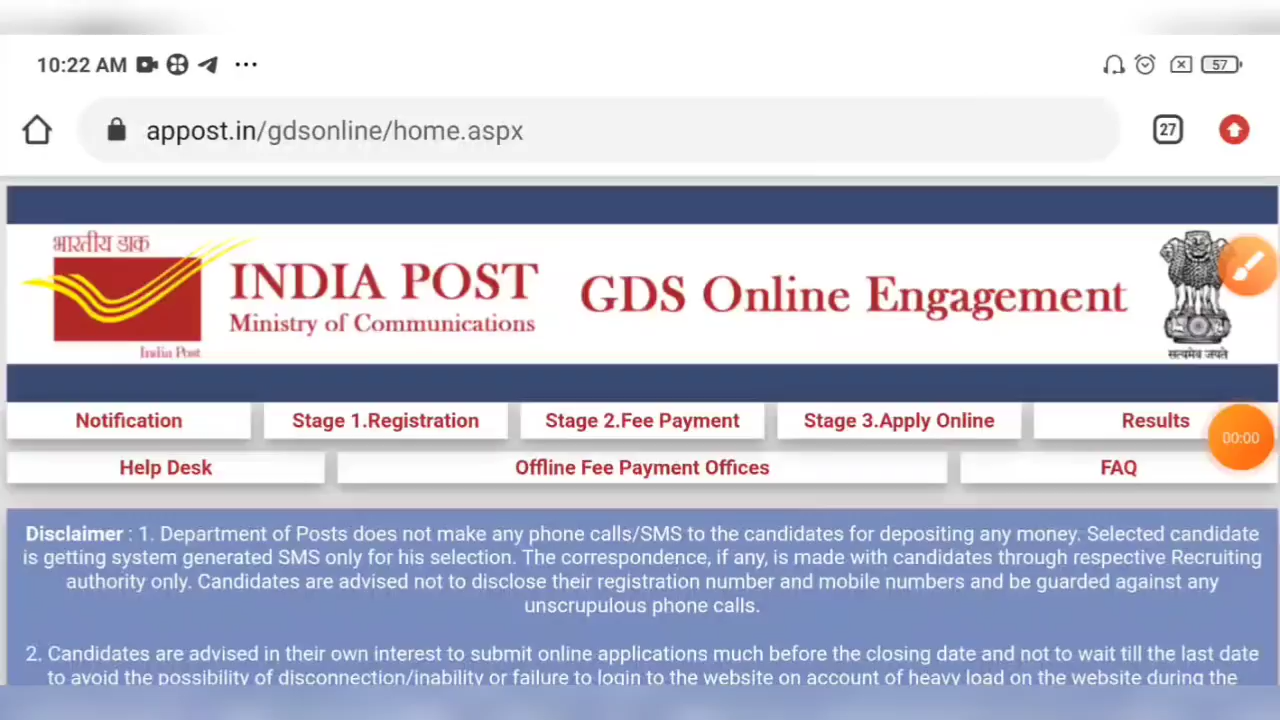 10:22 AM
57
appost.in/gdsonline/home.aspx
27
भारतीय डाक
INDIA POST
Ministry of Communications
India Post
GDS Online Engagement
सत्यमेव जयते
Notification
Stage 1.Registration
Stage 2.Fee Payment
Stage 3.Apply Online
Results
00:00
Help Desk
Offline Fee Payment Offices
FAQ
Disclaimer : 1. Department of Posts does not make any phone calls/SMS to the candidates for depositing any money. Selected candidate
is getting system generated SMS only for his selection. The correspondence, if any, is made with candidates through respective Recruiting
authority only. Candidates are advised not to disclose their registration number and mobile numbers and be guarded against any
unscrupulous phone calls.
2. Candidates are advised in their own interest to submit online applications much before the closing date and not to wait till the last date
to avoid the possibility of disconnection/inability or failure to login to the website on account of heavy load on the website during the